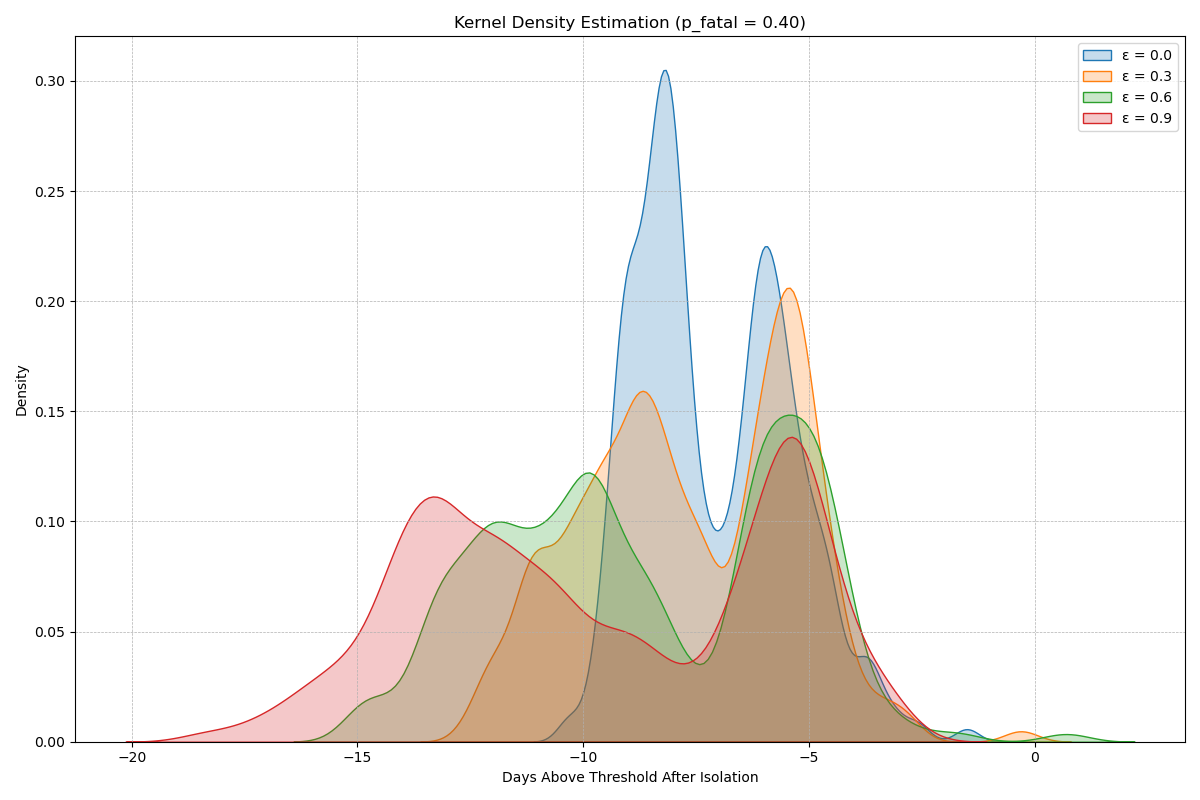 Kernel Density Estimation (p_fatal = 0.40)
ε = 0.0
ε = 0.3
ε = 0.6
ε = 0.9
Density
0.30
0.25
0.20
0.15
0.10
0.05
0.00
−20
−15
−10
−5
0
Days Above Threshold After Isolation